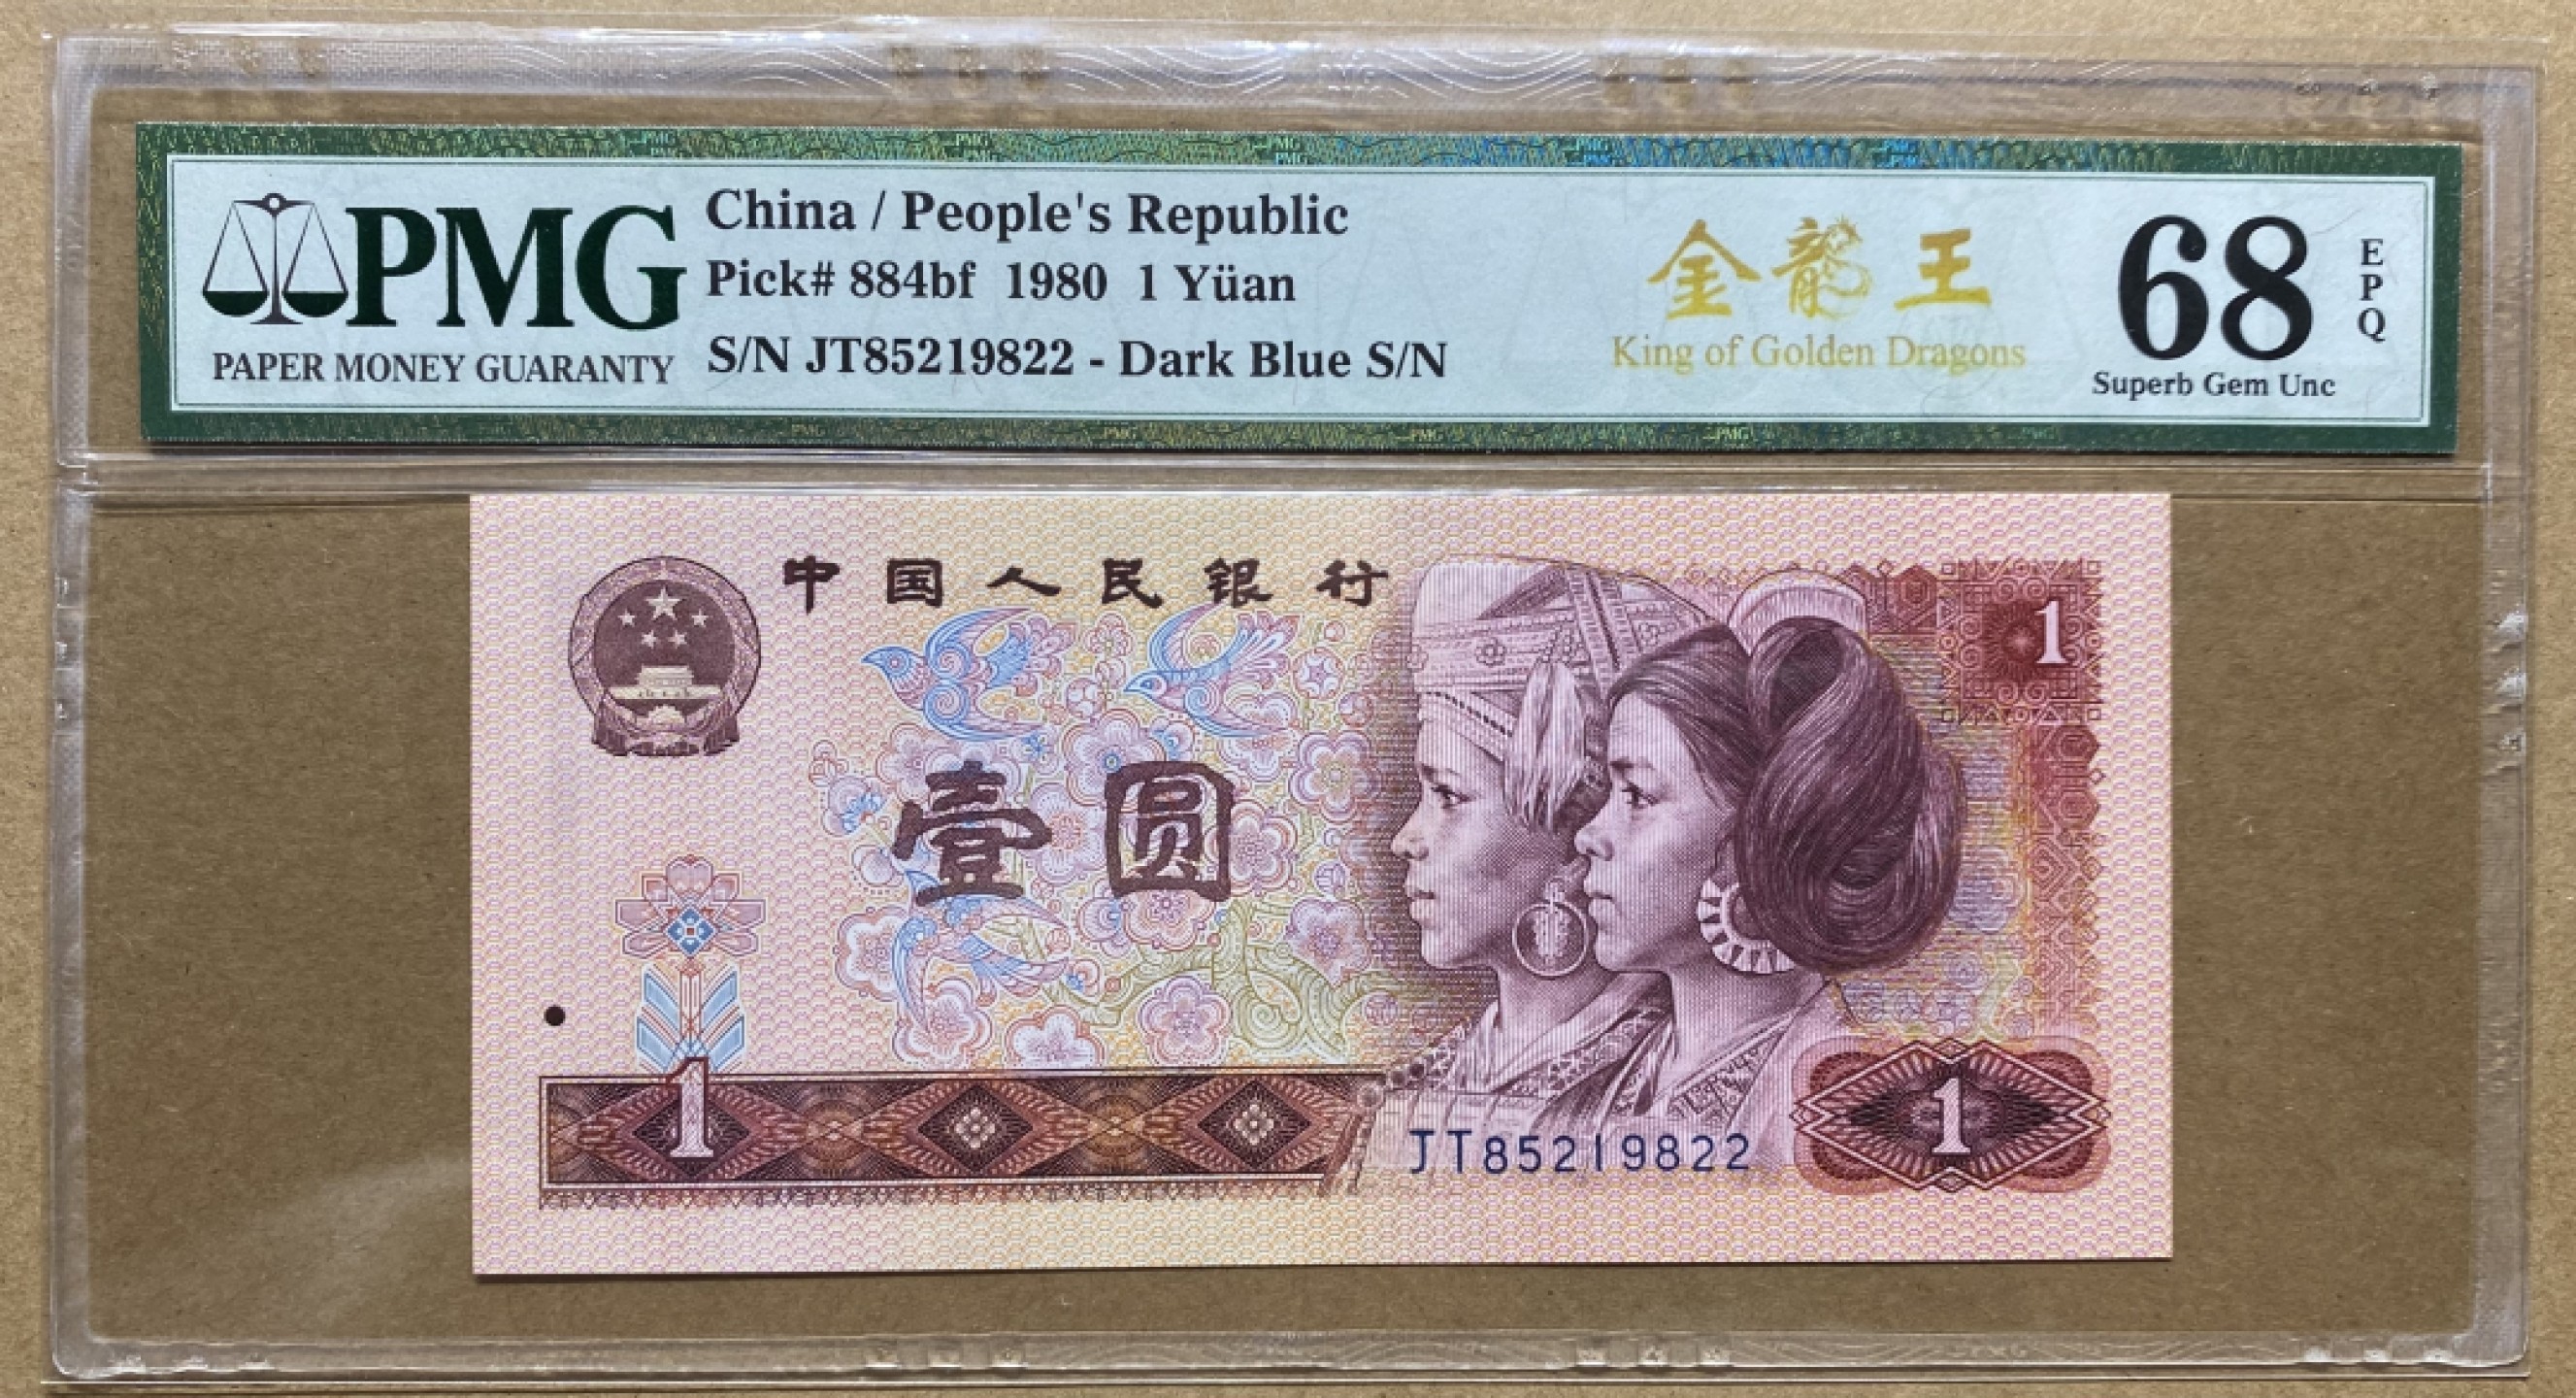 PMG
PAPER MONEY GUARANTY
China / People's Republic
Pick# 884bf 1980 1 Yüan
S/N JT85219822 - Dark Blue S/N
金龍王
King of Golden Dragons
68
EPQ
Superb Gem Unc
中国人民银行
1
壹圆
1
JT85219822
1